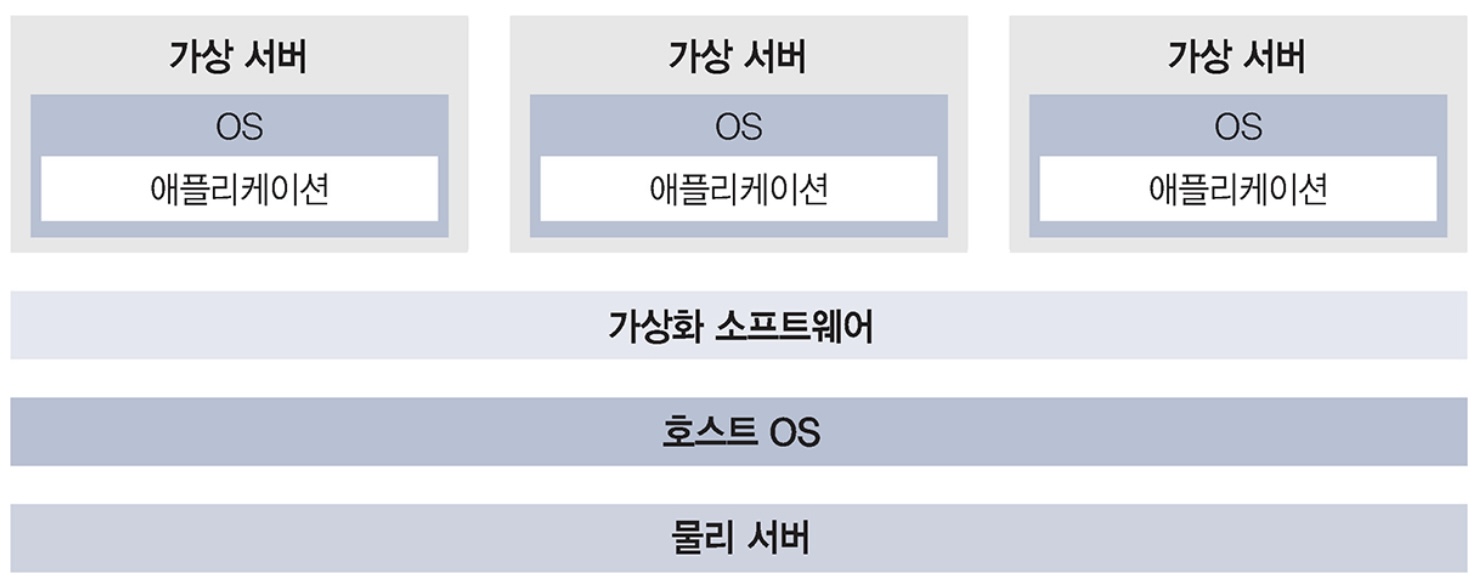 가상 서버
OS
애플리케이션
가상 서버
OS
애플리케이션
가상 서버
OS
애플리케이션
가상화 소프트웨어
호스트 OS
물리 서버